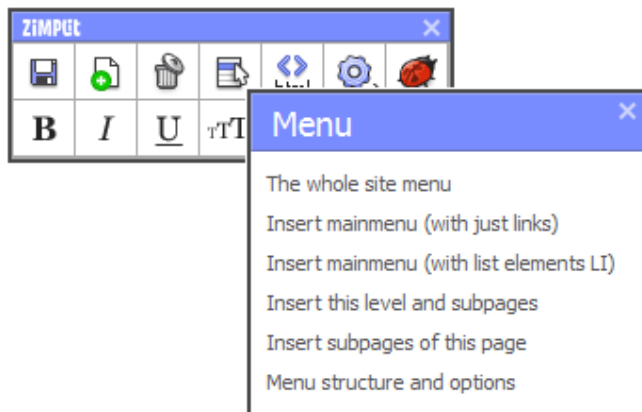 ZiMPLit
html
B I U TTT
Menu
The whole site menu
Insert mainmenu (with just links)
Insert mainmenu (with list elements LI)
Insert this level and subpages
Insert subpages of this page
Menu structure and options